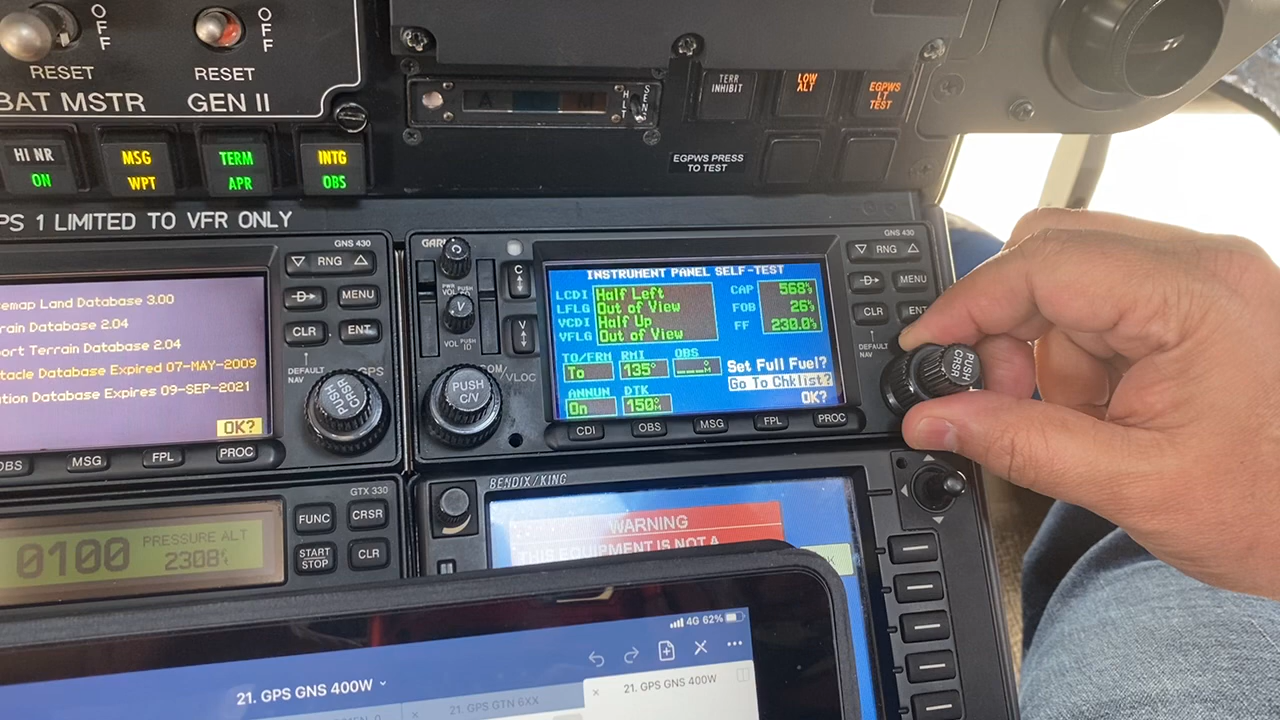 OFF
OFF
RESET
RESET
BAT MSTR
GEN II
HI NR
ON
MSG
WPT
TERM
APR
INTG
OBS
TERR
INHIBIT
LOW
ALT
EGPWS
LT
TEST
EGPWS PRESS
TO TEST
PS 1 LIMITED TO VFR ONLY
GNS 430
RNG
MENU
CLR
ENT
DEFAULT
NAV
GPS
PUSH
CRSR
emap Land Database 3.00
rain Database 2.04
port Terrain Database 2.04
tacle Database Expired 07-MAY-2009
tion Database Expires 09-SEP-2021
OK?
OBS
MSG
FPL
PROC
GNS 430
C
V
PUSH
C/V
VLOC
INSTRUMENT PANEL SELF-TEST
LCDI Half Left
LFLG Out of View
VCDI Half Up
VFLG Out of View
CAP 568%
FOB 26%
FF 230.0%
TO/FRM RMI OBS
To 135°
ANNUN DTK
On 150°
Set Full Fuel?
Go To Chklist?
OK?
CDI
OBS
MSG
FPL
PROC
RNG
D
MENU
CLR
DEFAULT
NAV
PUSH
CRSR
GTX 330
0100
PRESSURE ALT
2308
FUNC
CRSR
START
STOP
CLR
BENDIX/KING
WARNING
THIS EQUIPMENT IS NOT A
4G 62%
21. GPS GNS 400W
21. GPS GTN 6XX
21. GPS GNS 400W